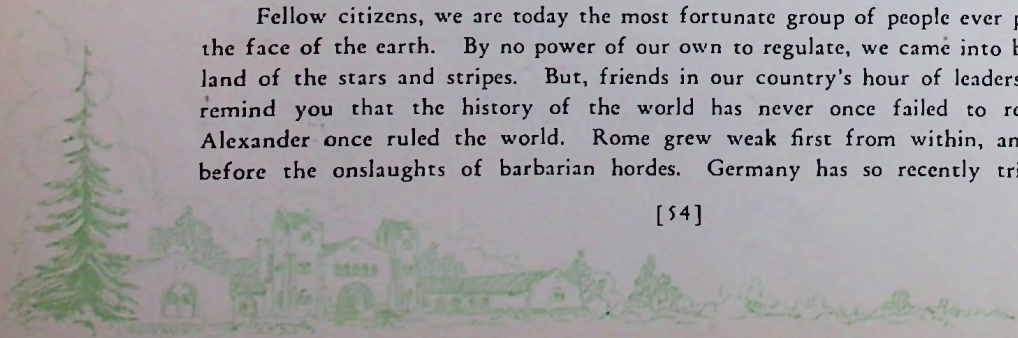 Fellow citizens, we are today the most fortunate group of people ever
the face of the earth. By no power of our own to regulate, we came into
land of the stars and stripes. But, friends in our country's hour of
remind you that the history of the world has never once failed to
Alexander once ruled the world. Rome grew weak first from within,
before the onslaughts of barbarian hordes. Germany has so recently
[54]